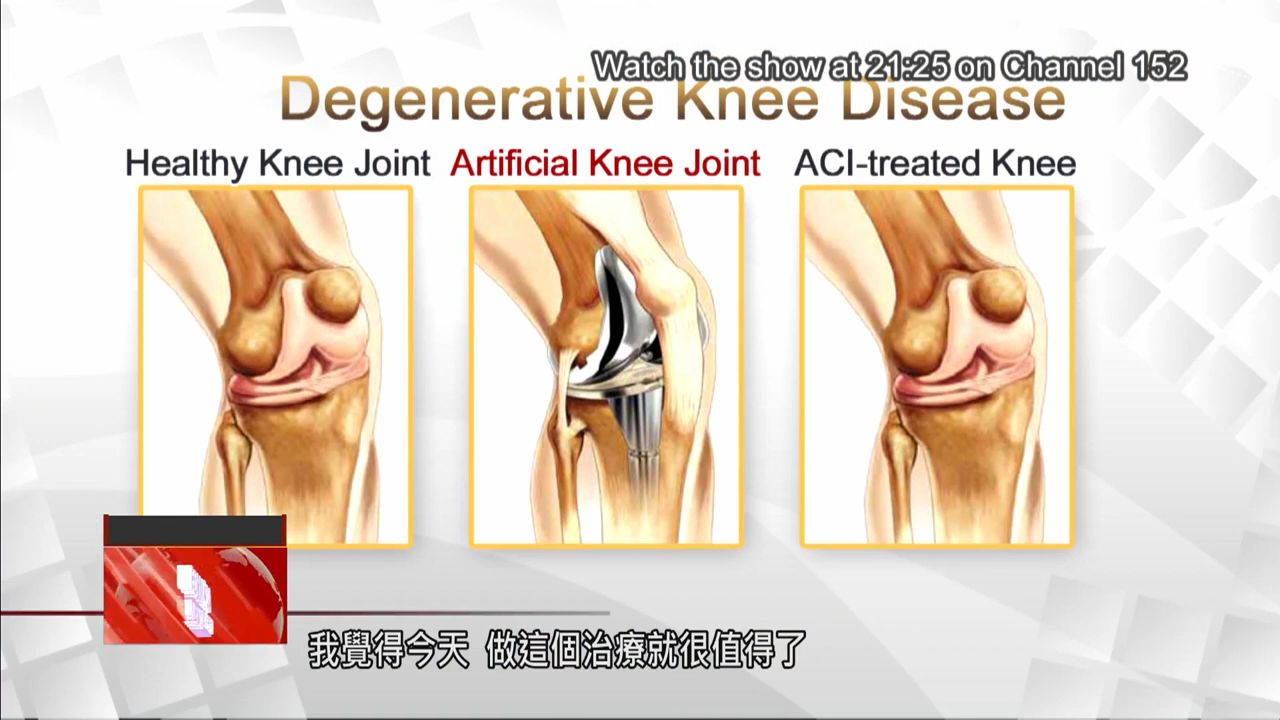 Watch the show at 21:25 on Channel 152
Degenerative Knee Disease
Healthy Knee Joint
Artificial Knee Joint
ACI-treated Knee
我覺得今天 做這個治療就很值得了